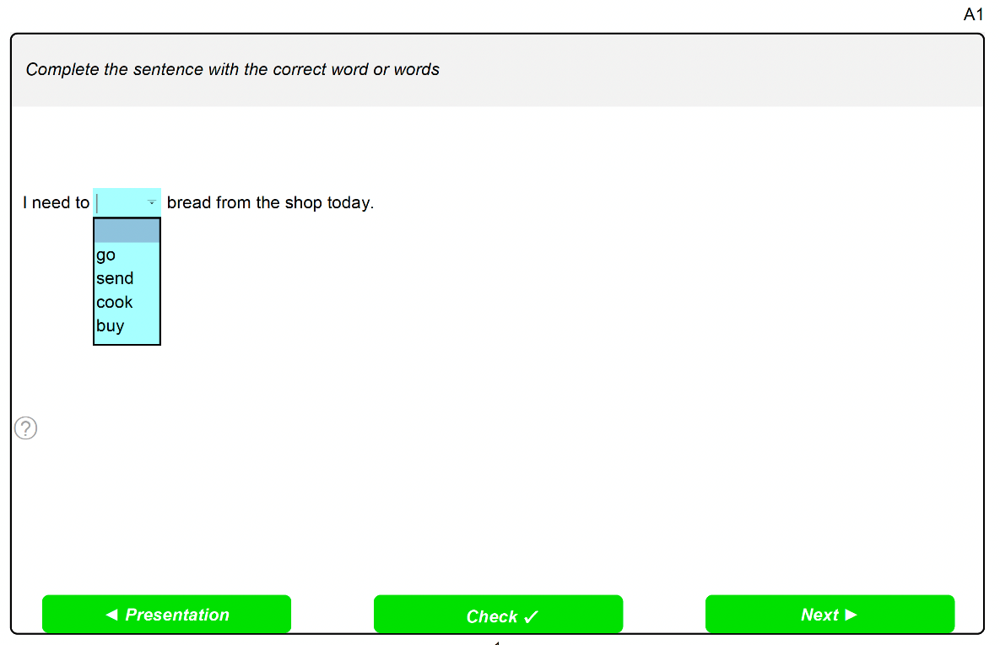 A1
Complete the sentence with the correct word or words
I need to bread from the shop today.
go
send
cook
buy
?
◄ Presentation
Check ✓
Next ►